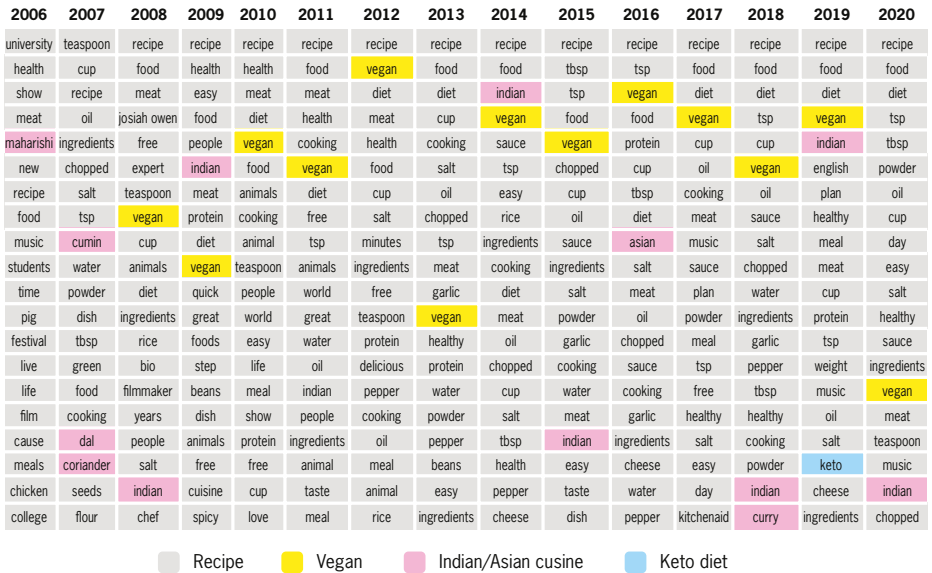 2006 2007 2008 2009 2010 2011 2012 2013 2014 2015 2016 2017 2018 2019 2020
university teaspoon recipe recipe recipe recipe recipe recipe recipe recipe recipe recipe recipe recipe recipe
health cup food health health food vegan food food tbsp tsp food food food food
show recipe meat easy meat meat diet diet indian tsp vegan diet diet diet diet
meat oil josiah owen food diet health meat cup vegan food food vegan tsp vegan tsp
maharishi ingredients free people vegan cooking health cooking sauce vegan protein cup cup indian tbsp
new chopped expert indian food vegan food salt tsp chopped cup oil vegan english powder
recipe salt teaspoon meat animals diet cup oil easy cup tbsp cooking oil plan oil
food tsp vegan protein cooking free salt chopped rice oil diet meat sauce healthy cup
music cumin cup diet animal tsp minutes tsp ingredients sauce asian music salt meal day
students water animals vegan teaspoon animals ingredients meat cooking ingredients salt sauce chopped meat easy
time powder diet quick people world free garlic diet salt meat plan water cup salt
pig dish ingredients great world great teaspoon vegan meat powder oil powder ingredients protein healthy
festival tbsp rice foods easy water protein healthy oil garlic chopped meal garlic tsp sauce
live green bio step life oil delicious protein chopped cooking sauce tsp pepper weight ingredients
life food filmmaker beans meal indian pepper water cup water cooking free tbsp music vegan
film cooking years dish show people cooking powder salt meat garlic healthy healthy oil meat
cause dal people animals protein ingredients oil pepper tbsp indian ingredients salt cooking salt teaspoon
meals coriander salt free free animal meal beans health easy cheese easy powder keto music
chicken seeds indian cuisine cup taste animal easy pepper taste water day indian cheese indian
college flour chef spicy love meal rice ingredients cheese dish pepper kitchenaid curry ingredients chopped
Recipe Vegan Indian/Asian cusine Keto diet